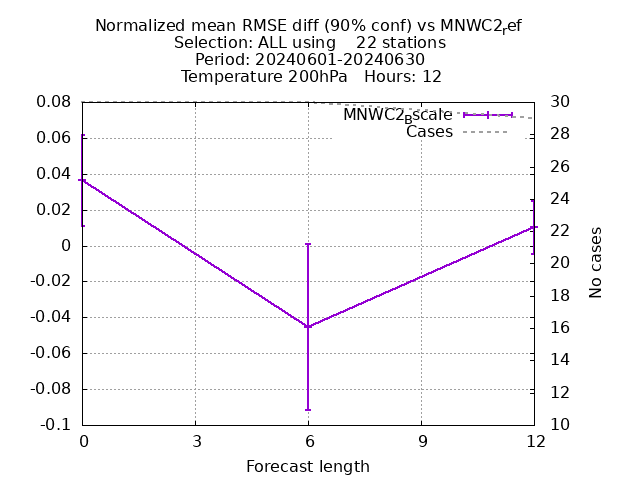 Normalized mean RMSE diff (90% conf) vs MNWC2ref
Selection: ALL using    22 stations
Period: 20240601-20240630
Temperature 200hPa   Hours: 12
0.08
0.06
0.04
0.02
0
-0.02
-0.04
-0.06
-0.08
-0.1
MNWC2Bscale
Cases
30
28
26
24
22
20
18
16
14
12
10
No cases
0 3 6 9 12
Forecast length